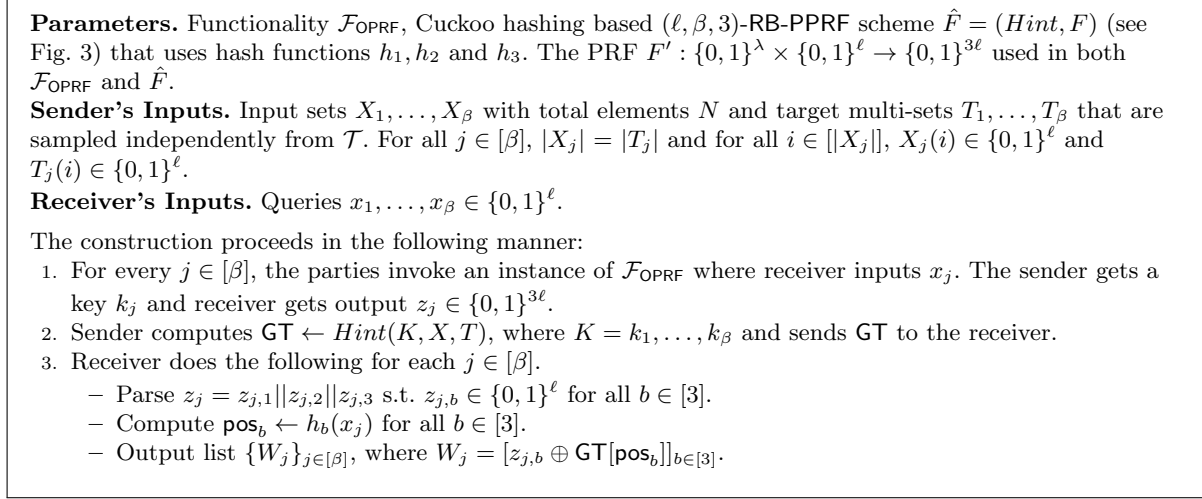 Parameters. Functionality F_OPRF, Cuckoo hashing based (ℓ, β, 3)-RB-PPRF scheme F̂ = (Hint, F) (see
Fig. 3) that uses hash functions h₁, h₂ and h₃. The PRF F′ : {0, 1}^λ × {0, 1}^ℓ → {0, 1}^{3ℓ} used in both
F_OPRF and F̂.
Sender's Inputs. Input sets X₁, . . . , X_β with total elements N and target multi-sets T₁, . . . , T_β that are
sampled independently from T. For all j ∈ [β], |X_j| = |T_j| and for all i ∈ [|X_j|], X_j(i) ∈ {0, 1}^ℓ and
T_j(i) ∈ {0, 1}^ℓ.
Receiver's Inputs. Queries x₁, . . . , x_β ∈ {0, 1}^ℓ.
The construction proceeds in the following manner:
1. For every j ∈ [β], the parties invoke an instance of F_OPRF where receiver inputs x_j. The sender gets a
key k_j and receiver gets output z_j ∈ {0, 1}^{3ℓ}.
2. Sender computes GT ← Hint(K, X, T), where K = k₁, . . . , k_β and sends GT to the receiver.
3. Receiver does the following for each j ∈ [β].
– Parse z_j = z_{j,1}||z_{j,2}||z_{j,3} s.t. z_{j,b} ∈ {0, 1}^ℓ for all b ∈ [3].
– Compute pos_b ← h_b(x_j) for all b ∈ [3].
– Output list {W_j}_{j∈[β]}, where W_j = [z_{j,b} ⊕ GT[pos_b]]_{b∈[3]}.